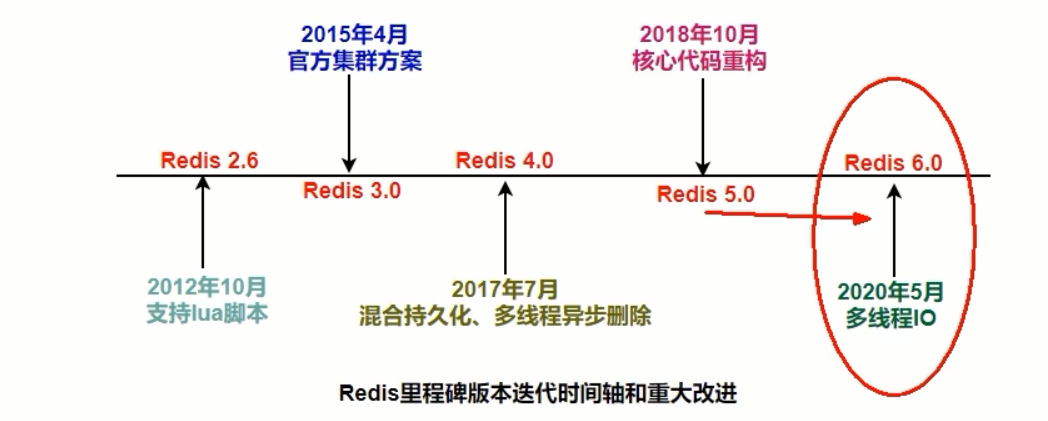 2015年4月
官方集群方案
2018年10月
核心代码重构
Redis 2.6
Redis 3.0
Redis 4.0
Redis 5.0
Redis 6.0
2012年10月
支持lua脚本
2017年7月
混合持久化、多线程异步删除
2020年5月
多线程IO
Redis里程碑版本迭代时间轴和重大改进